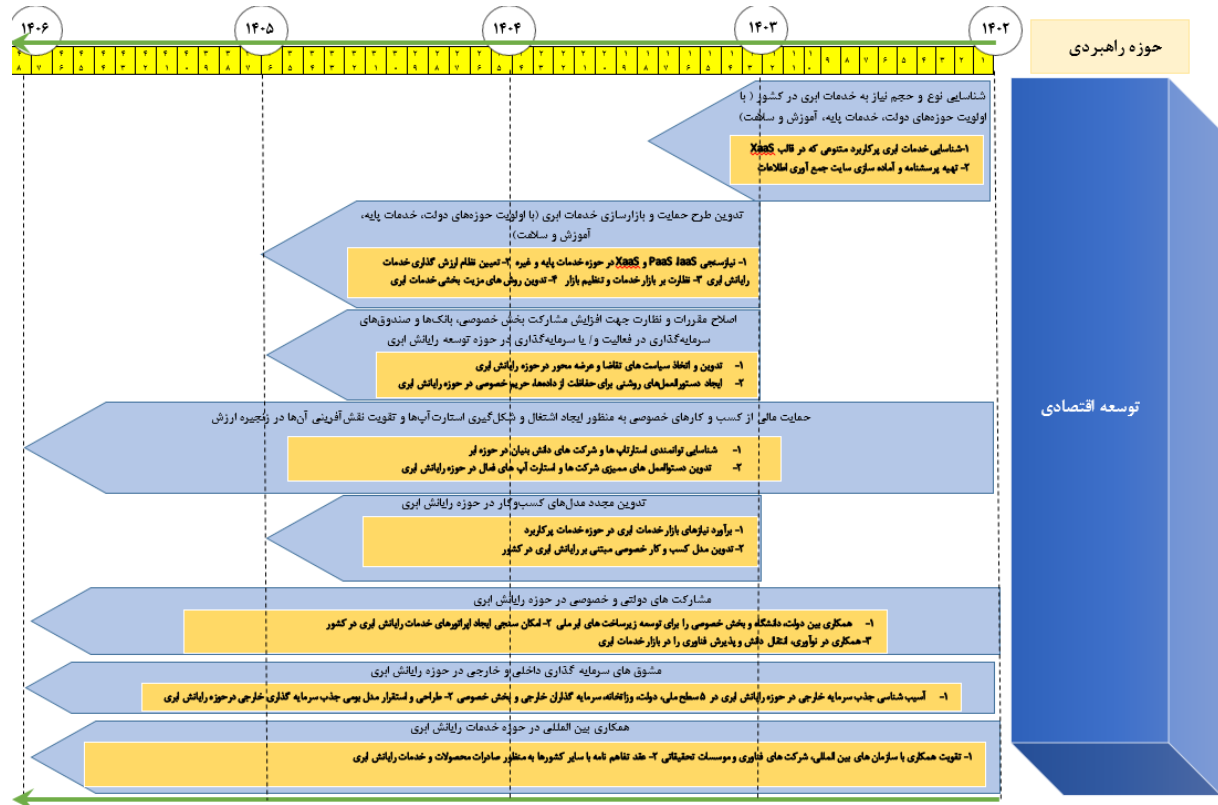 حوزه راهبردی
۱۴۰۲
۱۴۰۳
۱۴۰۴
۱۴۰۵
۱۴۰۶
توسعه اقتصادی
شناسایی نوع و حجم نیاز به خدمات ابری در کشور ( با
اولویت حوزه‌های دولت، خدمات پایه، آموزش و سلامت)
۱-شناسایی خدمات ابری پرکاربرد متنوعی که در قالب XaaS
۲- تهیه پرسشنامه و آماده سازی سایت جمع آوری اطلاعات
تدوین طرح حمایت و بازارسازی خدمات ابری (با اولویت حوزه‌های دولت، خدمات پایه،
آموزش و سلامت)
۱- نیازسنجی PaaS ،IaaS و XaaS در حوزه خدمات پایه و غیره ۲- تعیین نظام ارزش گذاری خدمات
رایانش ابری ۳- نظارت بر بازار خدمات و تنظیم بازار ۴- تدوین روش های مزیت بخشی خدمات ابری
اصلاح مقررات و نظارت جهت افزایش مشارکت بخش خصوصی، بانک‌ها و صندوق‌های
سرمایه‌گذاری در فعالیت و/ یا سرمایه‌گذاری در حوزه توسعه رایانش ابری
۱- تدوین و اتخاذ سیاست های تقاضا و عرضه محور در حوزه رایانش ابری
۲- ایجاد دستورالعمل‌های روشنی برای حفاظت از داده‌ها، حریم خصوصی در حوزه رایانش ابری
حمایت مالی از کسب و کارهای خصوصی به منظور ایجاد اشتغال و شکل گیری استارت‌آپ‌ها و تقویت نقش‌آفرینی آن‌ها در زنجیره ارزش
۱- شناسایی توانمندی استارتاپ ها و شرکت های دانش بنیان در حوزه ابر
۲- تدوین دستوالعمل های ممیزی شرکت ها و استارت آپ های فعال در حوزه رایانش ابری
تدوین مجدد مدل‌های کسب‌وکار در حوزه رایانش ابری
۱- برآورد نیازهای بازار خدمات ابری در حوزه خدمات پرکاربرد
۲-تدوین مدل کسب و کار خصوصی مبتنی بر رایانش ابری در کشور
مشارکت های دولتی و خصوصی در حوزه رایانش ابری
۱- همکاری بین دولت، دانشگاه و بخش خصوصی را برای توسعه زیرساخت های ابر ملی ۲- امکان سنجی ایجاد اپراتورهای خدمات رایانش ابری در کشور
۳-همکاری در نوآوری، انتقال دانش و پذیرش فناوری را در بازار خدمات ابری
مشوق های سرمایه گذاری داخلی و خارجی در حوزه رایانش ابری
۱- آسیب شناسی جذب سرمایه خارجی در حوزه رایانش ابری در ۵ سطح ملی، دولت، وزاتخانه، سرمایه گذاران خارجی و بخش خصوصی ۲- طراحی و استقرار مدل بومی جذب سرمایه گذاری خارجی در حوزه رایانش ابری
همکاری بین المللی در حوزه خدمات رایانش ابری
۱- تقویت همکاری با سازمان های بین المللی، شرکت های فناوری و موسسات تحقیقاتی ۲- عقد تفاهم نامه با سایر کشورها به منظور صادرات محصولات و خدمات رایانش ابری